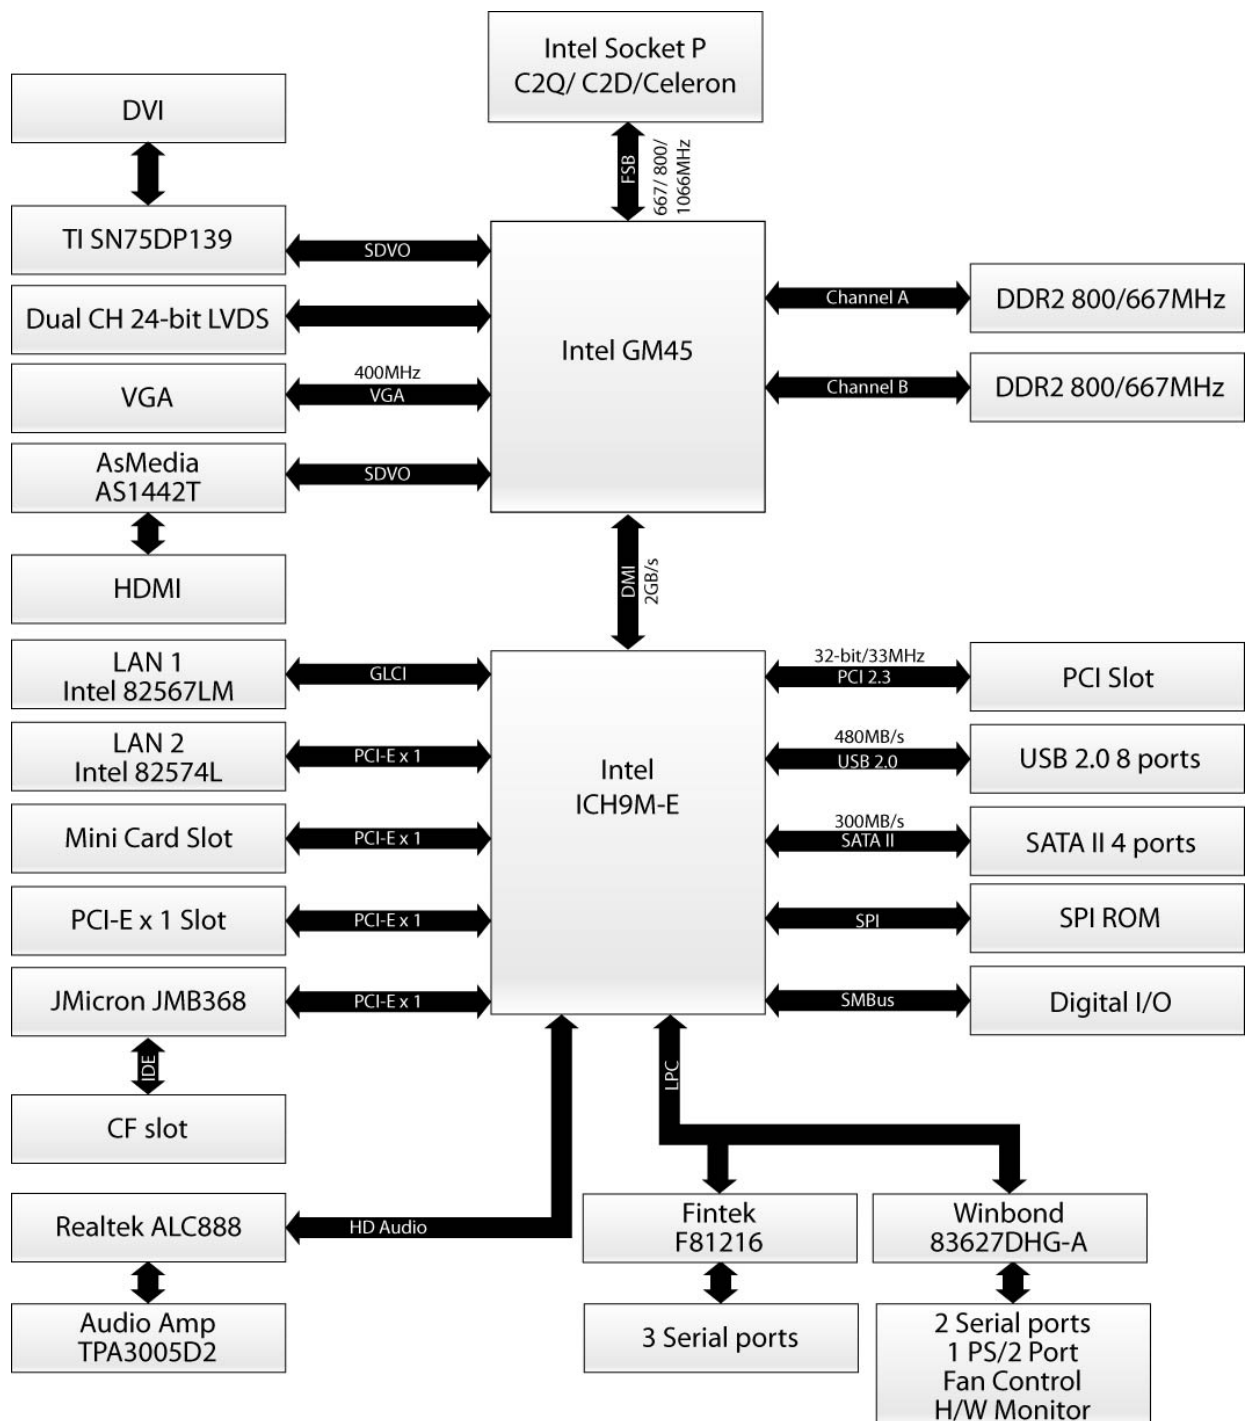 Intel Socket P
C2Q/ C2D/Celeron
DVI
FSB
667/ 800/
1066MHz
TI SN75DP139
SDVO
Dual CH 24-bit LVDS
Intel GM45
Channel A
DDR2 800/667MHz
VGA
400MHz
VGA
Channel B
DDR2 800/667MHz
AsMedia
AS1442T
SDVO
HDMI
DMI
2GB/s
LAN 1
Intel 82567LM
GLCI
32-bit/33MHz
PCI 2.3
PCI Slot
LAN 2
Intel 82574L
PCI-E x 1
Intel
ICH9M-E
480MB/s
USB 2.0
USB 2.0 8 ports
Mini Card Slot
PCI-E x 1
300MB/s
SATA II
SATA II 4 ports
PCI-E x 1 Slot
PCI-E x 1
SPI
SPI ROM
JMicron JMB368
PCI-E x 1
SMBus
Digital I/O
IDE
LPC
CF slot
Realtek ALC888
HD Audio
Fintek
F81216
Winbond
83627DHG-A
Audio Amp
TPA3005D2
3 Serial ports
2 Serial ports
1 PS/2 Port
Fan Control
H/W Monitor